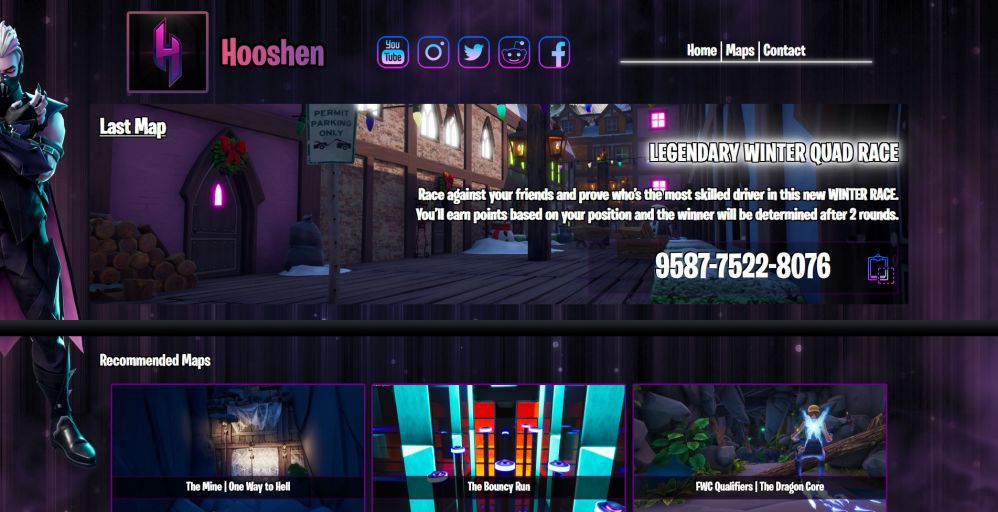 Hooshen
You
Tube
Home | Maps | Contact
Last Map
PERMIT
PARKING
ONLY
LEGENDARY WINTER QUAD RACE
Race against your friends and prove who's the most skilled driver in this new WINTER RACE.
You'll earn points based on your position and the winner will be determined after 2 rounds.
9587-7522-8076
Recommended Maps
The Mine | One Way to Hell
The Bouncy Run
FWC Qualifiers | The Dragon Core